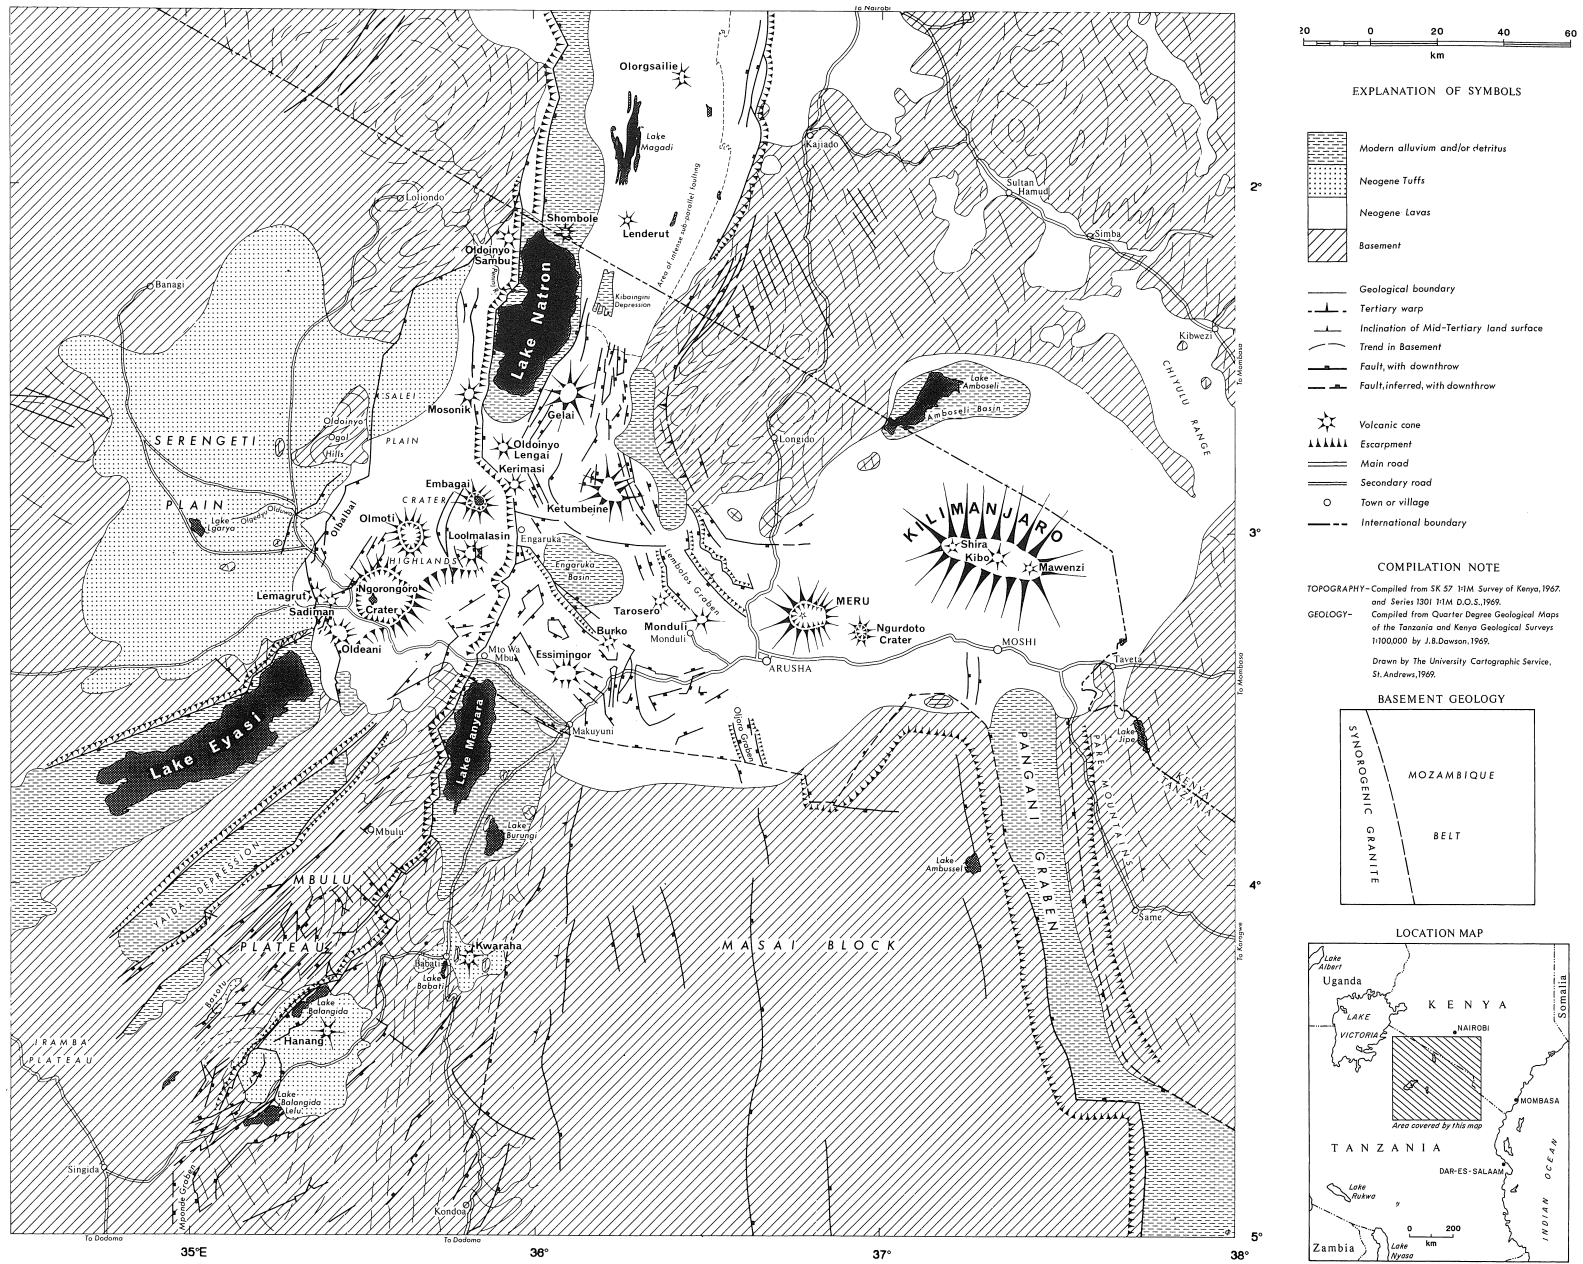 To Nairobi
Olorgsailie
Lake
Magadi
Kajiado
Area of intense sub-parallel faulting
Sultan
Hamud
Simba
Loliondo
Shombole
Lenderut
Oldoinyo
Sambu
Lake Natron
Kibaingini
Depression
Banagi
Kibwezi
To Mombasa
CHIYULU RANGE
Lake
Amboseli
Amboseli Basin
Mosonik
Gelai
SALEI
PLAIN
SERENGETI
PLAIN
Oldoinyo
Ogol
Hills
Longido
Oldoinyo
Lengai
Kerimasi
Embagai
CRATER
HIGHLANDS
Ketumbeine
Olbalbal
Lake
Lgarya
Olmoti
Loolmalasin
Engaruka
Engaruka
Basin
Lembolos Graben
KILIMANJARO
Shira
Kibo
Mawenzi
Lemagrut
Sadiman
Ngorongoro
Crater
Oldeani
Tarosero
Monduli
Monduli
MERU
Ngurdoto
Crater
Burko
Essimingor
Mto Wa
Mbu
ARUSHA
MOSHI
Taveta
To Mombasa
Lake Eyasi
Lake Manyara
Makuyuni
Oljoro Graben
Lake
Jipe
KENYA
TANZANIA
PARE MOUNTAINS
PANGANI GRABEN
Mbulu
Lake
Burungi
YAIDA DEPRESSION
MBULU
PLATEAU
Lake
Ambussel
Same
To Karagwe
MASAI BLOCK
Kwaraha
Babati
Lake
Babati
Lake
Balangida
Hanang
IRAMBA
PLATEAU
Lake
Balangida
Lelu
Singida
Mponde Graben
Kondoa
To Dodoma
To Dodoma
35°E
36°
37°
38°
2°
3°
4°
5°
20 0 20 40 60
km
EXPLANATION OF SYMBOLS
Modern alluvium and/or detritus
Neogene Tuffs
Neogene Lavas
Basement
Geological boundary
Tertiary warp
Inclination of Mid-Tertiary land surface
Trend in Basement
Fault, with downthrow
Fault, inferred, with downthrow
Volcanic cone
Escarpment
Main road
Secondary road
Town or village
International boundary
COMPILATION NOTE
TOPOGRAPHY – Compiled from SK 57 1:1M Survey of Kenya, 1967.
and Series 1301 1:1M D.O.S., 1969.
GEOLOGY – Compiled from Quarter Degree Geological Maps
of the Tanzania and Kenya Geological Surveys
1:100,000 by J.B.Dawson, 1969.
Drawn by The University Cartographic Service,
St. Andrews, 1969.
BASEMENT GEOLOGY
SYNOROGENIC GRANITE
MOZAMBIQUE
BELT
LOCATION MAP
Lake
Albert
Uganda
KENYA
Somalia
LAKE
VICTORIA
NAIROBI
MOMBASA
Area covered by this map
TANZANIA
DAR-ES-SALAAM
INDIAN OCEAN
Lake
Rukwa
0 200
km
Zambia
Lake
Nyasa